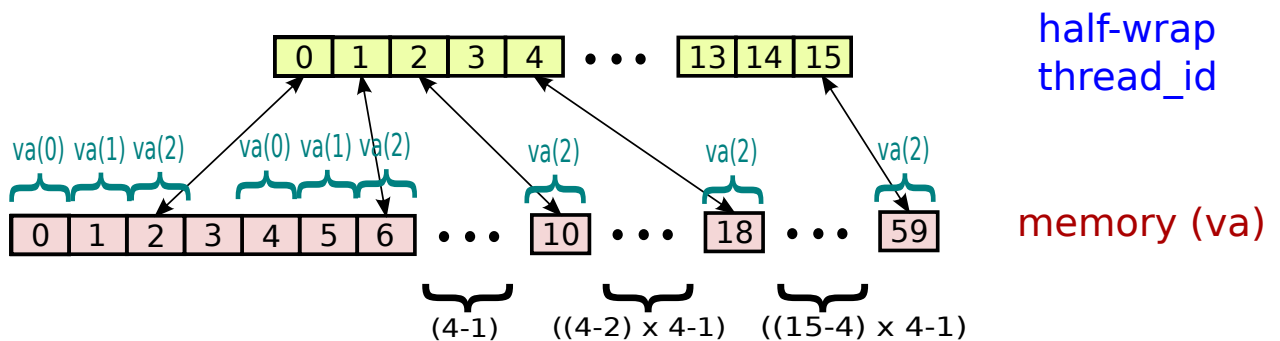 0 1 2 3 4 ••• 13 14 15
half-wrap
thread_id
va(0) va(1) va(2) va(0) va(1) va(2) va(2) va(2) va(2)
0 1 2 3 4 5 6 ••• 10 ••• 18 ••• 59
memory (va)
(4-1) ((4-2) x 4-1) ((15-4) x 4-1)